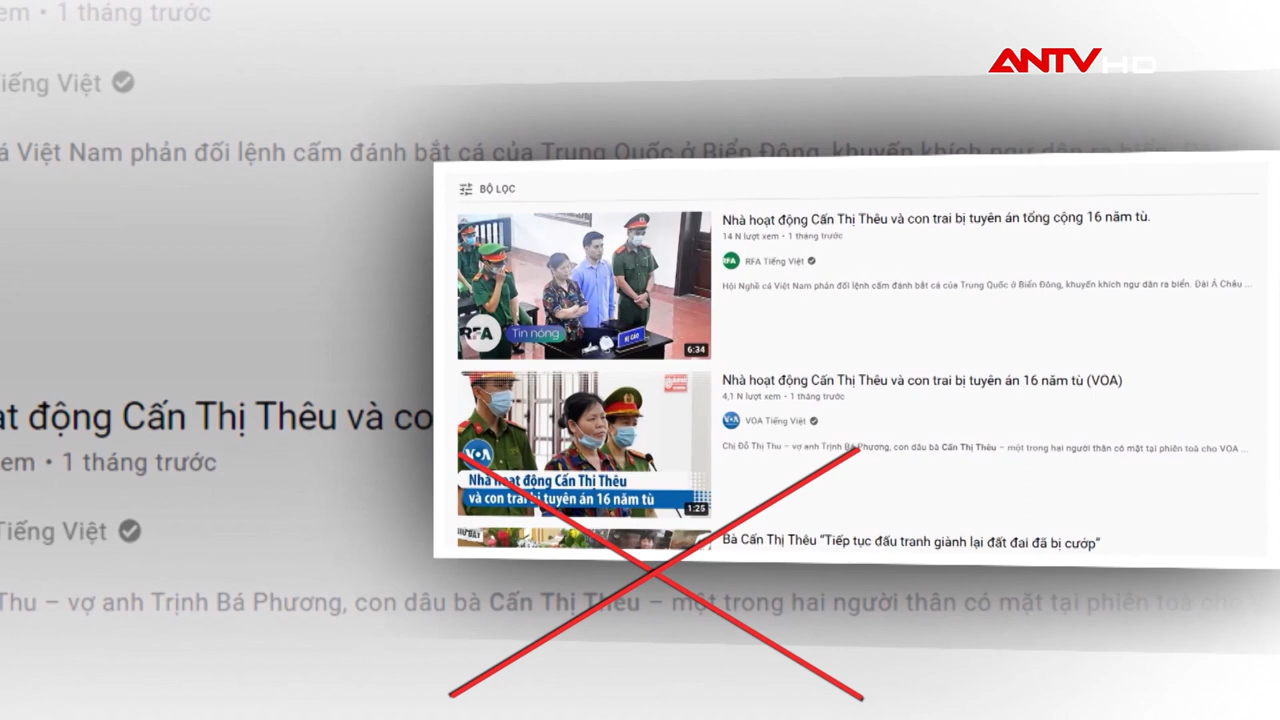 em • 1 tháng trước
ANTV HD
iếng Việt
á Việt Nam phản đối lệnh cấm đánh bắt cá của Trung Quốc ở Biển Đông, khuyến khích ngư dân ra biển.
BỘ LỌC
Nhà hoạt động Cấn Thị Thêu và con trai bị tuyên án tổng cộng 16 năm tù.
14 N lượt xem • 1 tháng trước
RFA RFA Tiếng Việt
Hội Nghề cá Việt Nam phản đối lệnh cấm đánh bắt cá của Trung Quốc ở Biển Đông, khuyến khích ngư dân ra biển. Đài Á Châu ...
BỊ CÁO
RFA Tin nóng
6:34
Nhà hoạt động Cấn Thị Thêu và con trai bị tuyên án 16 năm tù (VOA)
4,1 N lượt xem • 1 tháng trước
VOA VOA Tiếng Việt
Chị Đỗ Thị Thu – vợ anh Trịnh Bá Phương, con dâu bà Cấn Thị Thêu – một trong hai người thân có mặt tại phiên toà cho VOA ...
VOA
Nhà hoạt động Cấn Thị Thêu
và con trai bị tuyên án 16 năm tù
1:25
Bà Cấn Thị Thêu “Tiếp tục đấu tranh giành lại đất đai đã bị cướp”
ạt động Cấn Thị Thêu và co
em • 1 tháng trước
Tiếng Việt
Thu – vợ anh Trịnh Bá Phương, con dâu bà Cấn Thị Thêu – một trong hai người thân có mặt tại phiên toà cho